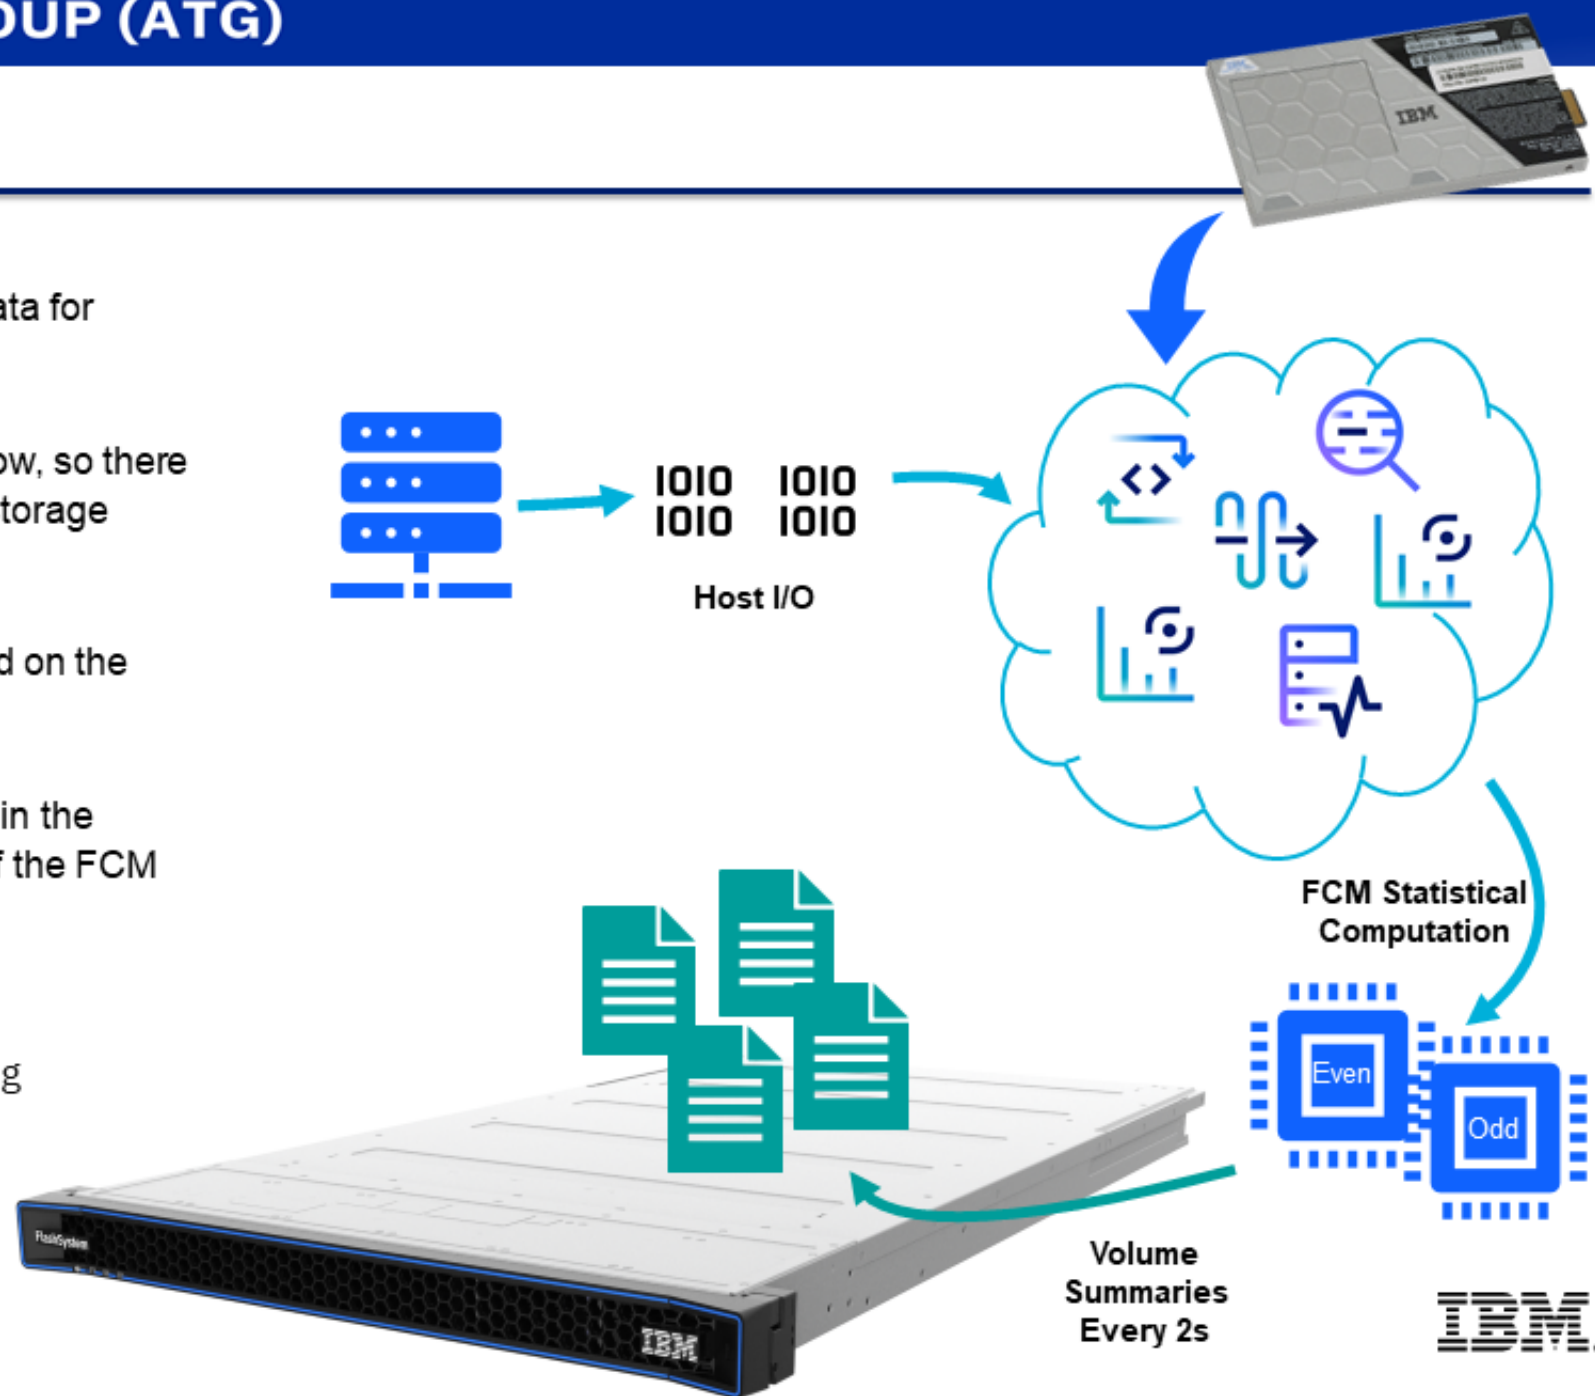 OUP (ATG)
IBM
ata for
ow, so there
torage
d on the
in the
f the FCM
g
IOIO IOIO
IOIO IOIO
Host I/O
FCM Statistical
Computation
Even
Odd
Volume
Summaries
Every 2s
FlashSystem
IBM
IBM